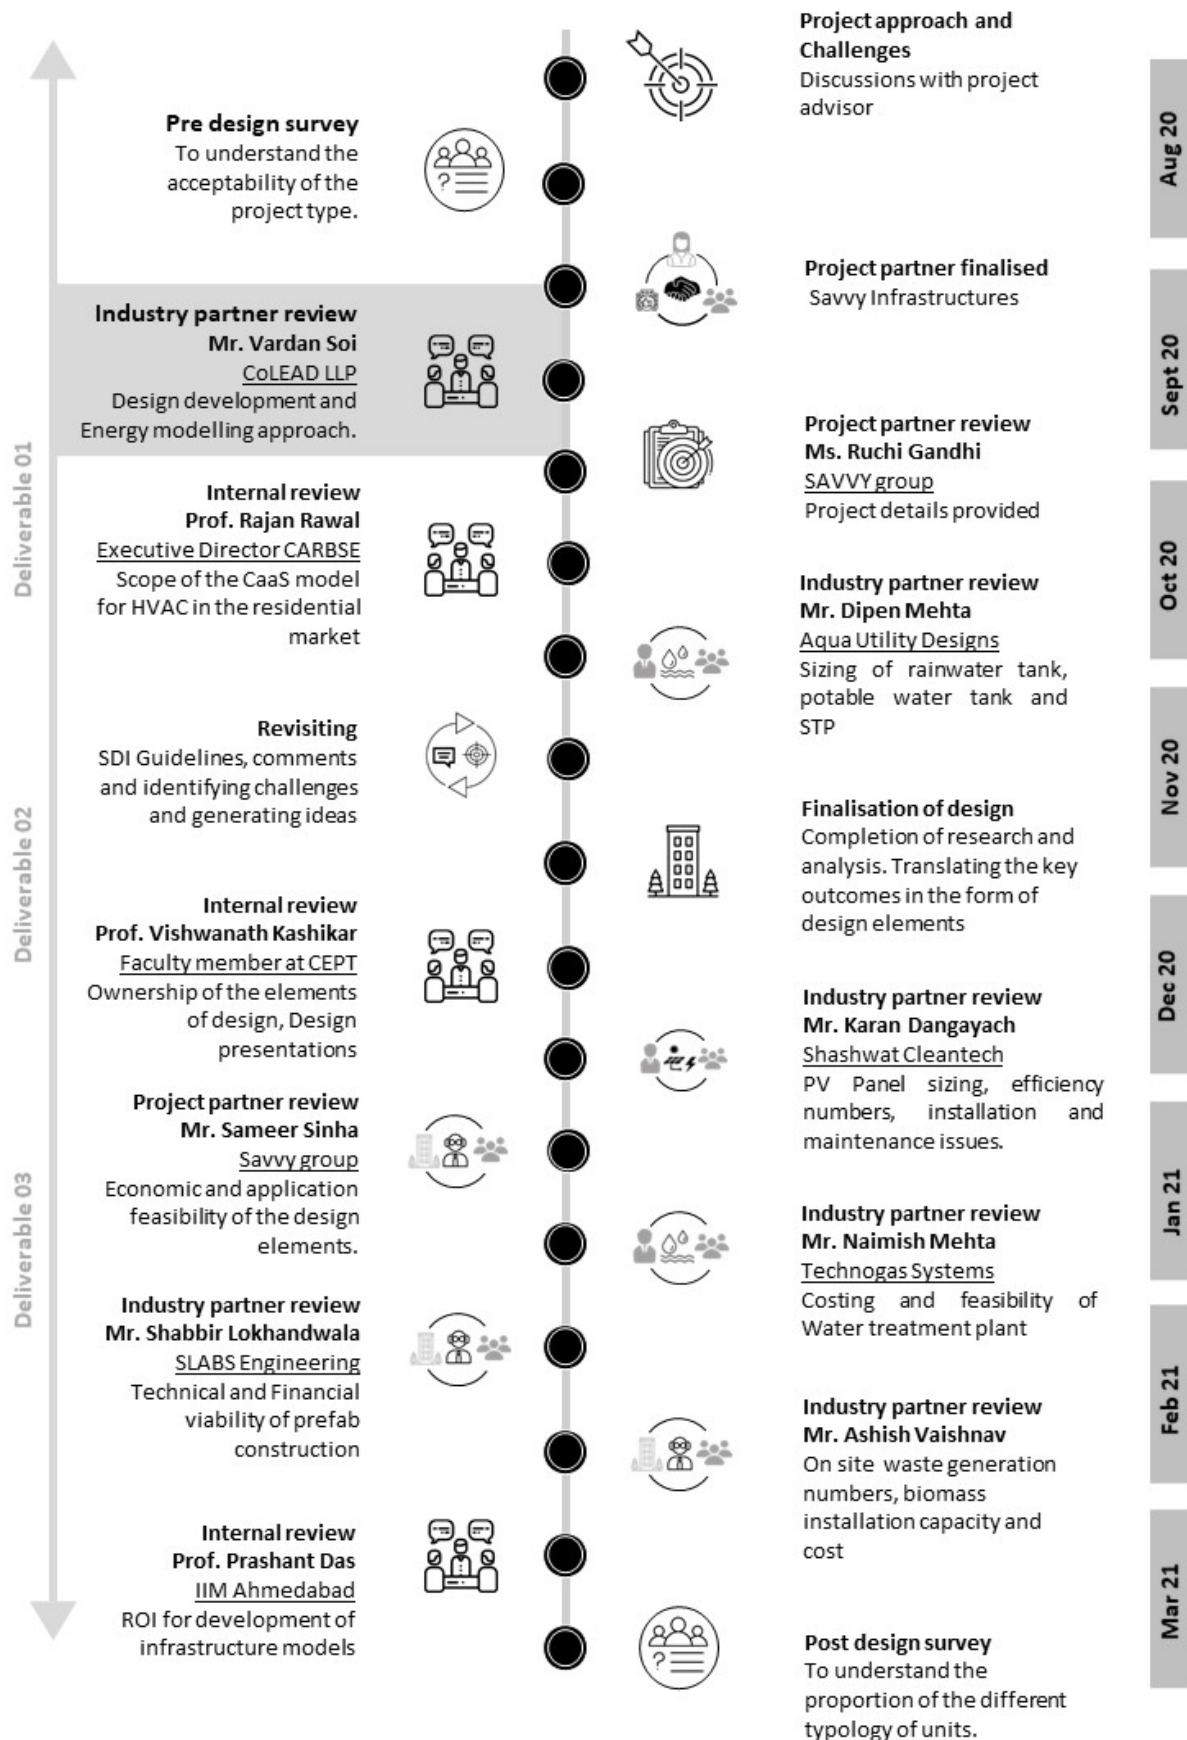 Project approach and
Challenges
Discussions with project
advisor
Pre design survey
To understand the
acceptability of the
project type.
Project partner finalised
Savvy Infrastructures
Industry partner review
Mr. Vardan Soi
CoLEAD LLP
Design development and
Energy modelling approach.
Project partner review
Ms. Ruchi Gandhi
SAVVY group
Project details provided
Internal review
Prof. Rajan Rawal
Executive Director CARBSE
Scope of the CaaS model
for HVAC in the residential
market
Industry partner review
Mr. Dipen Mehta
Aqua Utility Designs
Sizing of rainwater tank,
potable water tank and
STP
Revisiting
SDI Guidelines, comments
and identifying challenges
and generating ideas
Finalisation of design
Completion of research and
analysis. Translating the key
outcomes in the form of
design elements
Internal review
Prof. Vishwanath Kashikar
Faculty member at CEPT
Ownership of the elements
of design, Design
presentations
Industry partner review
Mr. Karan Dangayach
Shashwat Cleantech
PV Panel sizing, efficiency
numbers, installation and
maintenance issues.
Project partner review
Mr. Sameer Sinha
Savvy group
Economic and application
feasibility of the design
elements.
Industry partner review
Mr. Naimish Mehta
Technogas Systems
Costing and feasibility of
Water treatment plant
Industry partner review
Mr. Shabbir Lokhandwala
SLABS Engineering
Technical and Financial
viability of prefab
construction
Industry partner review
Mr. Ashish Vaishnav
On site waste generation
numbers, biomass
installation capacity and
cost
Internal review
Prof. Prashant Das
IIM Ahmedabad
ROI for development of
infrastructure models
Post design survey
To understand the
proportion of the different
typology of units.
Deliverable 01
Deliverable 02
Deliverable 03
Aug 20
Sept 20
Oct 20
Nov 20
Dec 20
Jan 21
Feb 21
Mar 21